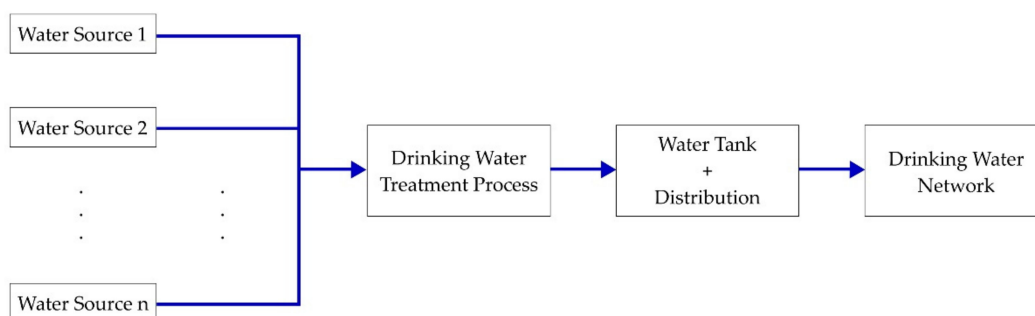 Water Source 1
Water Source 2
Water Source n
Drinking Water
Treatment Process
Water Tank
+
Distribution
Drinking Water
Network